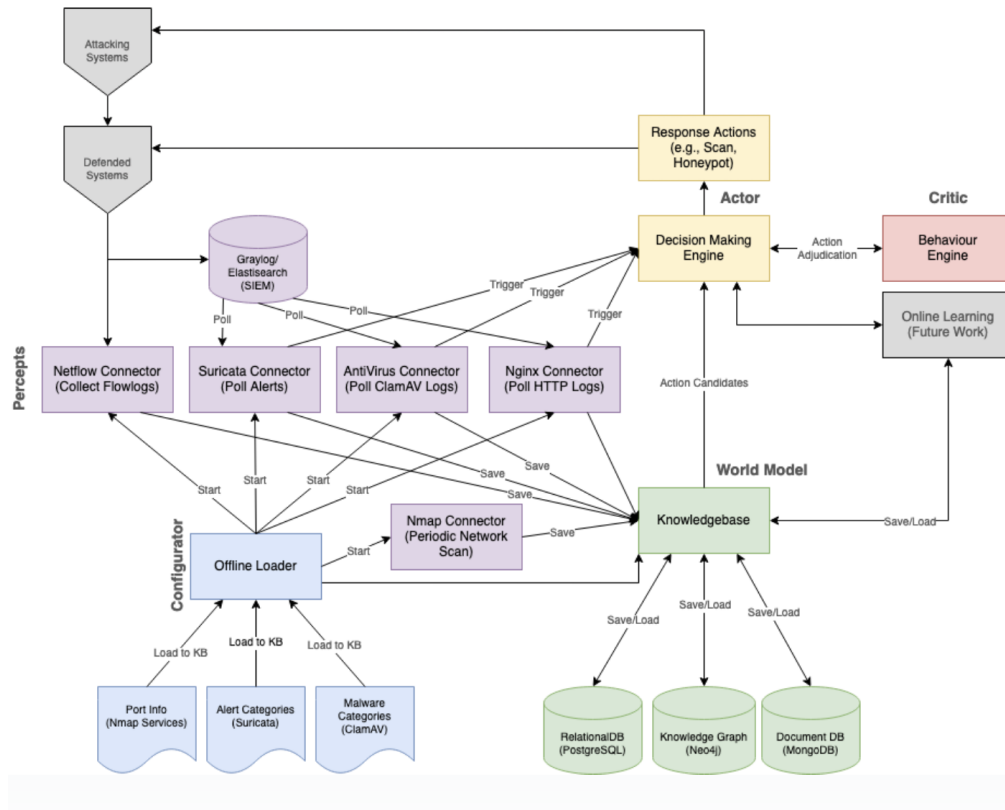 Attacking
Systems
Defended
Systems
Response Actions
(e.g., Scan,
Honeypot)
Actor
Critic
Decision Making
Engine
Action
Adjudication
Behaviour
Engine
Graylog/
Elastisearch
(SIEM)
Online Learning
(Future Work)
Trigger
Trigger
Trigger
Poll
Poll
Poll
Percepts
Netflow Connector
(Collect Flowlogs)
Suricata Connector
(Poll Alerts)
AntiVirus Connector
(Poll ClamAV Logs)
Nginx Connector
(Poll HTTP Logs)
Action Candidates
World Model
Start
Start
Start
Start
Save
Save
Save
Nmap Connector
(Periodic Network
Scan)
Start
Save
Knowledgebase
Save/Load
Configurator
Offline Loader
Load to KB
Load to KB
Load to KB
Save/Load
Save/Load
Save/Load
Port Info
(Nmap Services)
Alert Categories
(Suricata)
Malware
Categories
(ClamAV)
RelationalDB
(PostgreSQL)
Knowledge Graph
(Neo4j)
Document DB
(MongoDB)